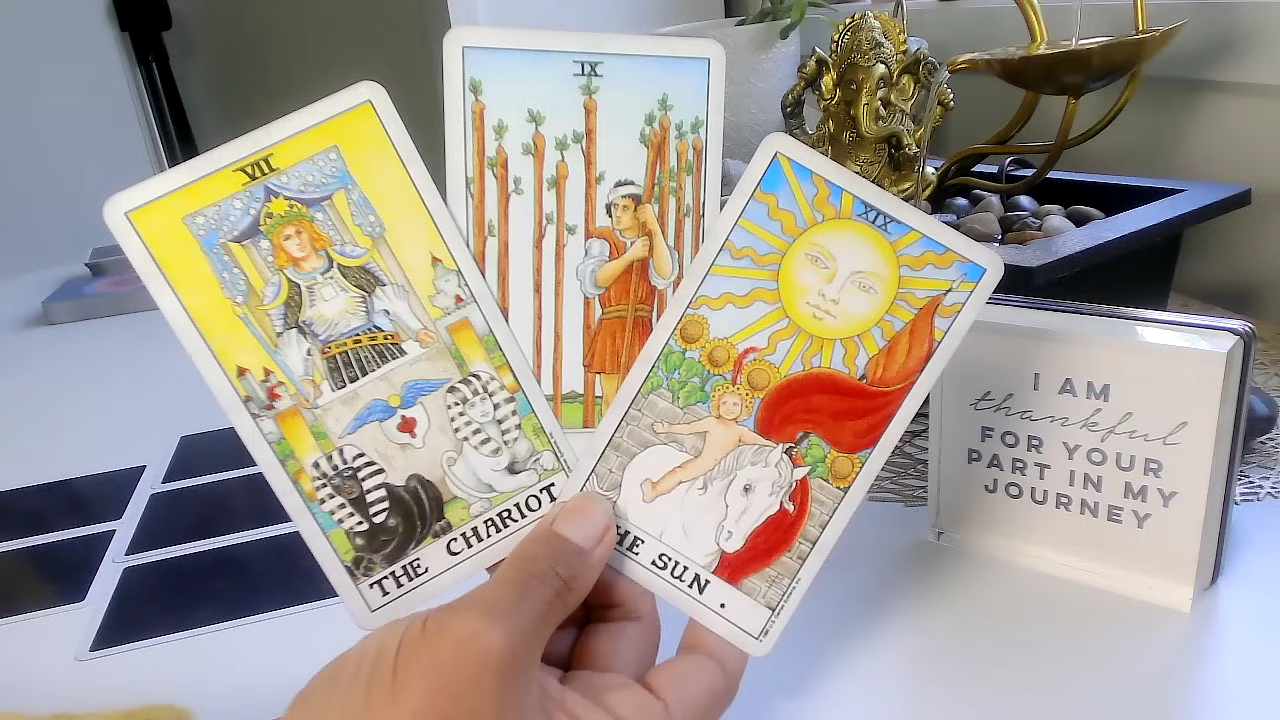 VII
THE CHARIOT
IX
XIX
HE SUN .
I AM
thankful
FOR YOUR
PART IN MY
JOURNEY